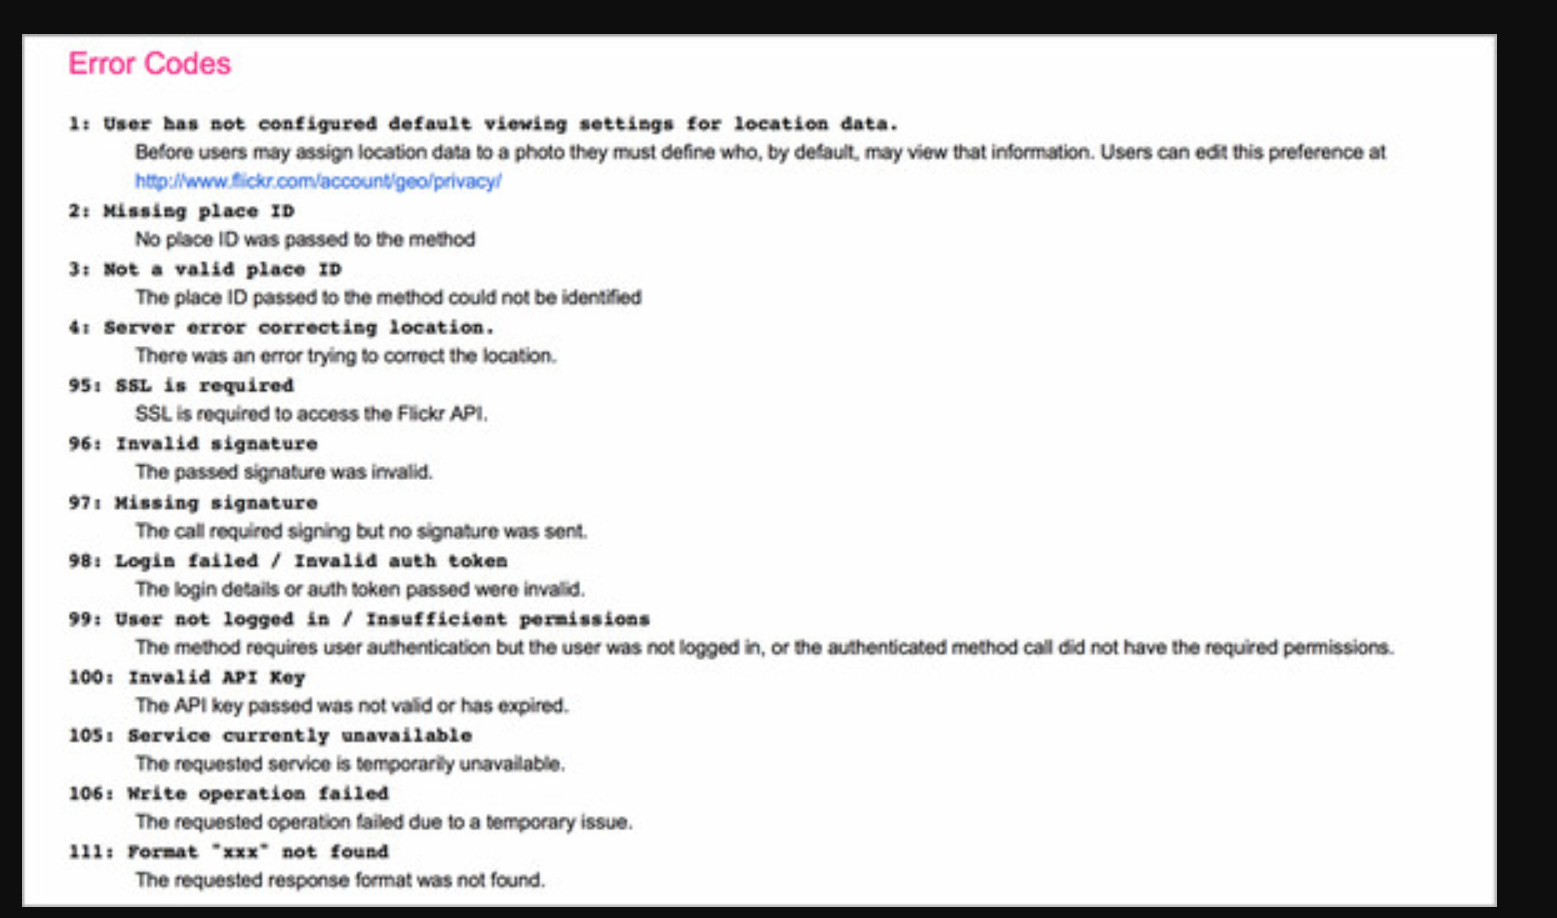 Error Codes
1: User has not configured default viewing settings for location data.
Before users may assign location data to a photo they must define who, by default, may view that information. Users can edit this preference at
http://www.flickr.com/account/geo/privacy/
2: Missing place ID
No place ID was passed to the method
3: Not a valid place ID
The place ID passed to the method could not be identified
4: Server error correcting location.
There was an error trying to correct the location.
95: SSL is required
SSL is required to access the Flickr API.
96: Invalid signature
The passed signature was invalid.
97: Missing signature
The call required signing but no signature was sent.
98: Login failed / Invalid auth token
The login details or auth token passed were invalid.
99: User not logged in / Insufficient permissions
The method requires user authentication but the user was not logged in, or the authenticated method call did not have the required permissions.
100: Invalid API Key
The API key passed was not valid or has expired.
105: Service currently unavailable
The requested service is temporarily unavailable.
106: Write operation failed
The requested operation failed due to a temporary issue.
111: Format "xxx" not found
The requested response format was not found.